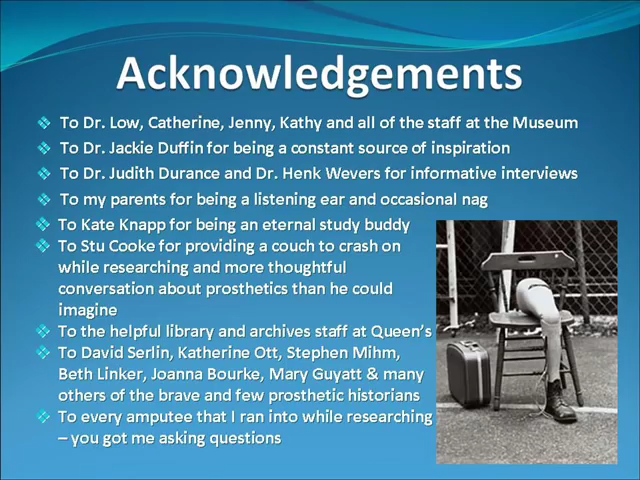 Acknowledgements
To Dr. Low, Catherine, Jenny, Kathy and all of the staff at the Museum
To Dr. Jackie Duffin for being a constant source of inspiration
To Dr. Judith Durance and Dr. Henk Wevers for informative interviews
To my parents for being a listening ear and occasional nag
To Kate Knapp for being an eternal study buddy
To Stu Cooke for providing a couch to crash on
while researching and more thoughtful
conversation about prosthetics than he could
imagine
To the helpful library and archives staff at Queen's
To David Serlin, Katherine Ott, Stephen Mihm,
Beth Linker, Joanna Bourke, Mary Guyatt & many
others of the brave and few prosthetic historians
To every amputee that I ran into while researching
– you got me asking questions